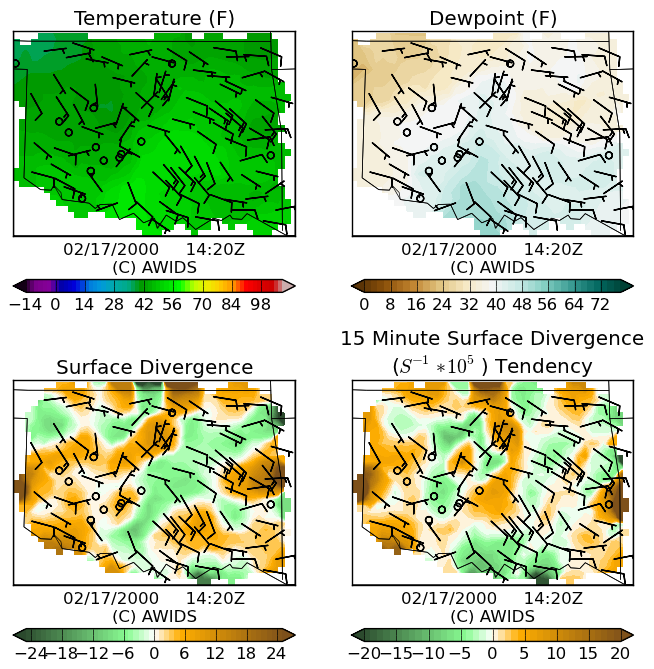 Temperature (F)
Dewpoint (F)
02/17/2000 14:20Z
(C) AWIDS
02/17/2000 14:20Z
(C) AWIDS
−14 0 14 28 42 56 70 84 98
0 8 16 24 32 40 48 56 64 72
Surface Divergence
15 Minute Surface Divergence
(S⁻¹ *10⁵ ) Tendency
02/17/2000 14:20Z
(C) AWIDS
02/17/2000 14:20Z
(C) AWIDS
−24 −18 −12 −6 0 6 12 18 24
−20 −15 −10 −5 0 5 10 15 20